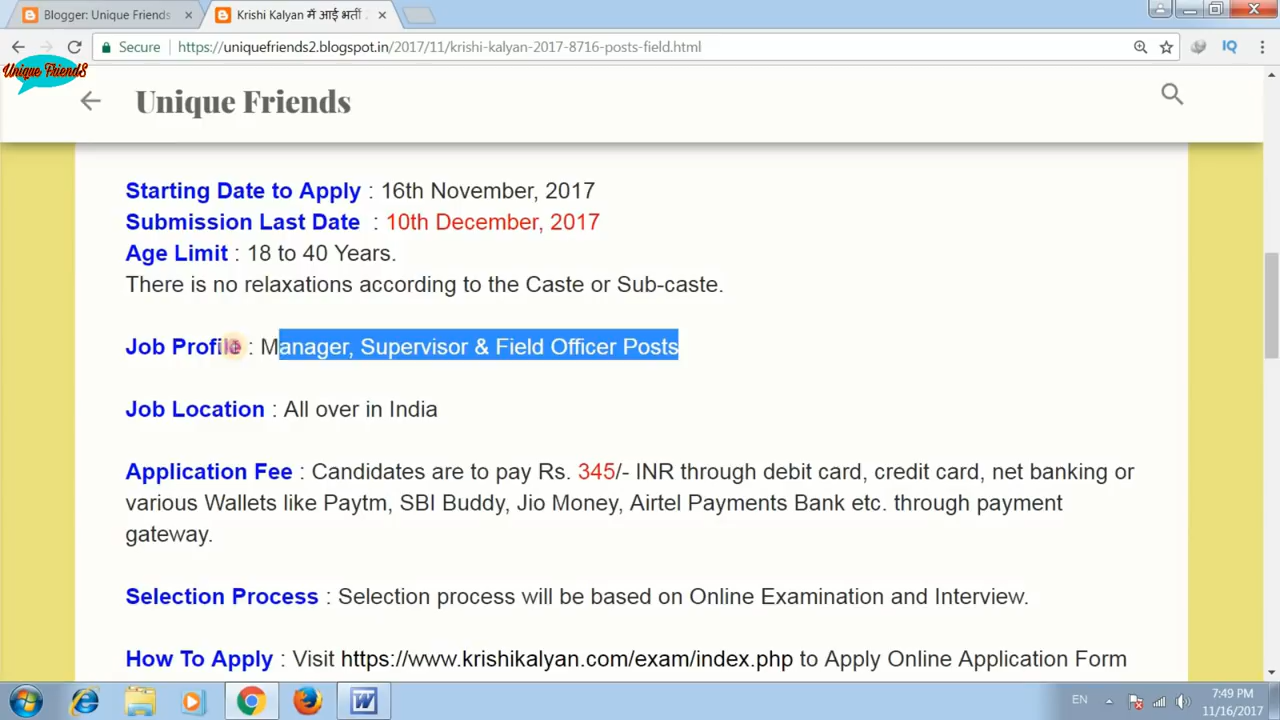 Blogger: Unique Friends
Krishi Kalyan में आई भर्ती
Secure
https://uniquefriends2.blogspot.in/2017/11/krishi-kalyan-2017-8716-posts-field.html
IQ
Unique FriendS
Unique Friends
Starting Date to Apply : 16th November, 2017
Submission Last Date : 10th December, 2017
Age Limit : 18 to 40 Years.
There is no relaxations according to the Caste or Sub-caste.
Job Profile : Manager, Supervisor & Field Officer Posts
Job Location : All over in India
Application Fee : Candidates are to pay Rs. 345/- INR through debit card, credit card, net banking or
various Wallets like Paytm, SBI Buddy, Jio Money, Airtel Payments Bank etc. through payment
gateway.
Selection Process : Selection process will be based on Online Examination and Interview.
How To Apply : Visit https://www.krishikalyan.com/exam/index.php to Apply Online Application Form
EN
7:49 PM
11/16/2017